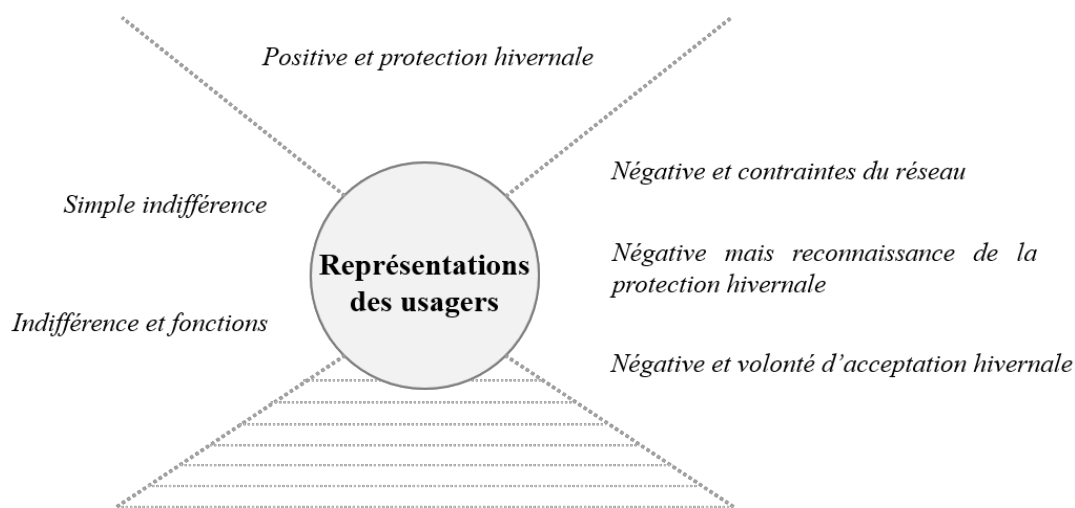 Positive et protection hivernale
Simple indifférence
Indifférence et fonctions
Représentations
des usagers
Négative et contraintes du réseau
Négative mais reconnaissance de la
protection hivernale
Négative et volonté d’acceptation hivernale